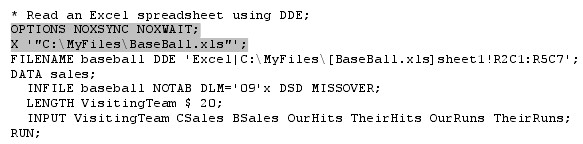 * Read an Excel spreadsheet using DDE;
OPTIONS NOXSYNC NOXWAIT;
X '"C:\MyFiles\BaseBall.xls"';
FILENAME baseball DDE 'Excel|C:\MyFiles\[BaseBall.xls]sheet1!R2C1:R5C7';
DATA sales;
INFILE baseball NOTAB DLM='09'x DSD MISSOVER;
LENGTH VisitingTeam $ 20;
INPUT VisitingTeam CSales BSales OurHits TheirHits OurRuns TheirRuns;
RUN;